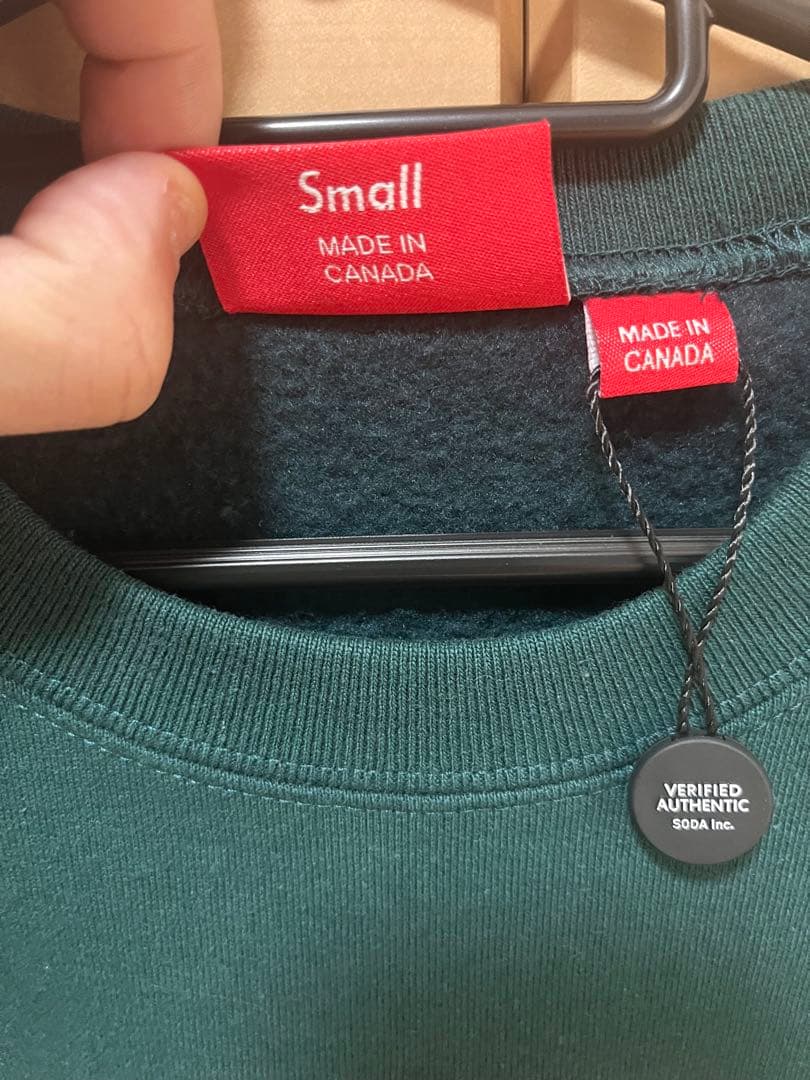 Small
MADE IN
CANADA
MADE IN
CANADA
VERIFIED
AUTHENTIC
SODA Inc.